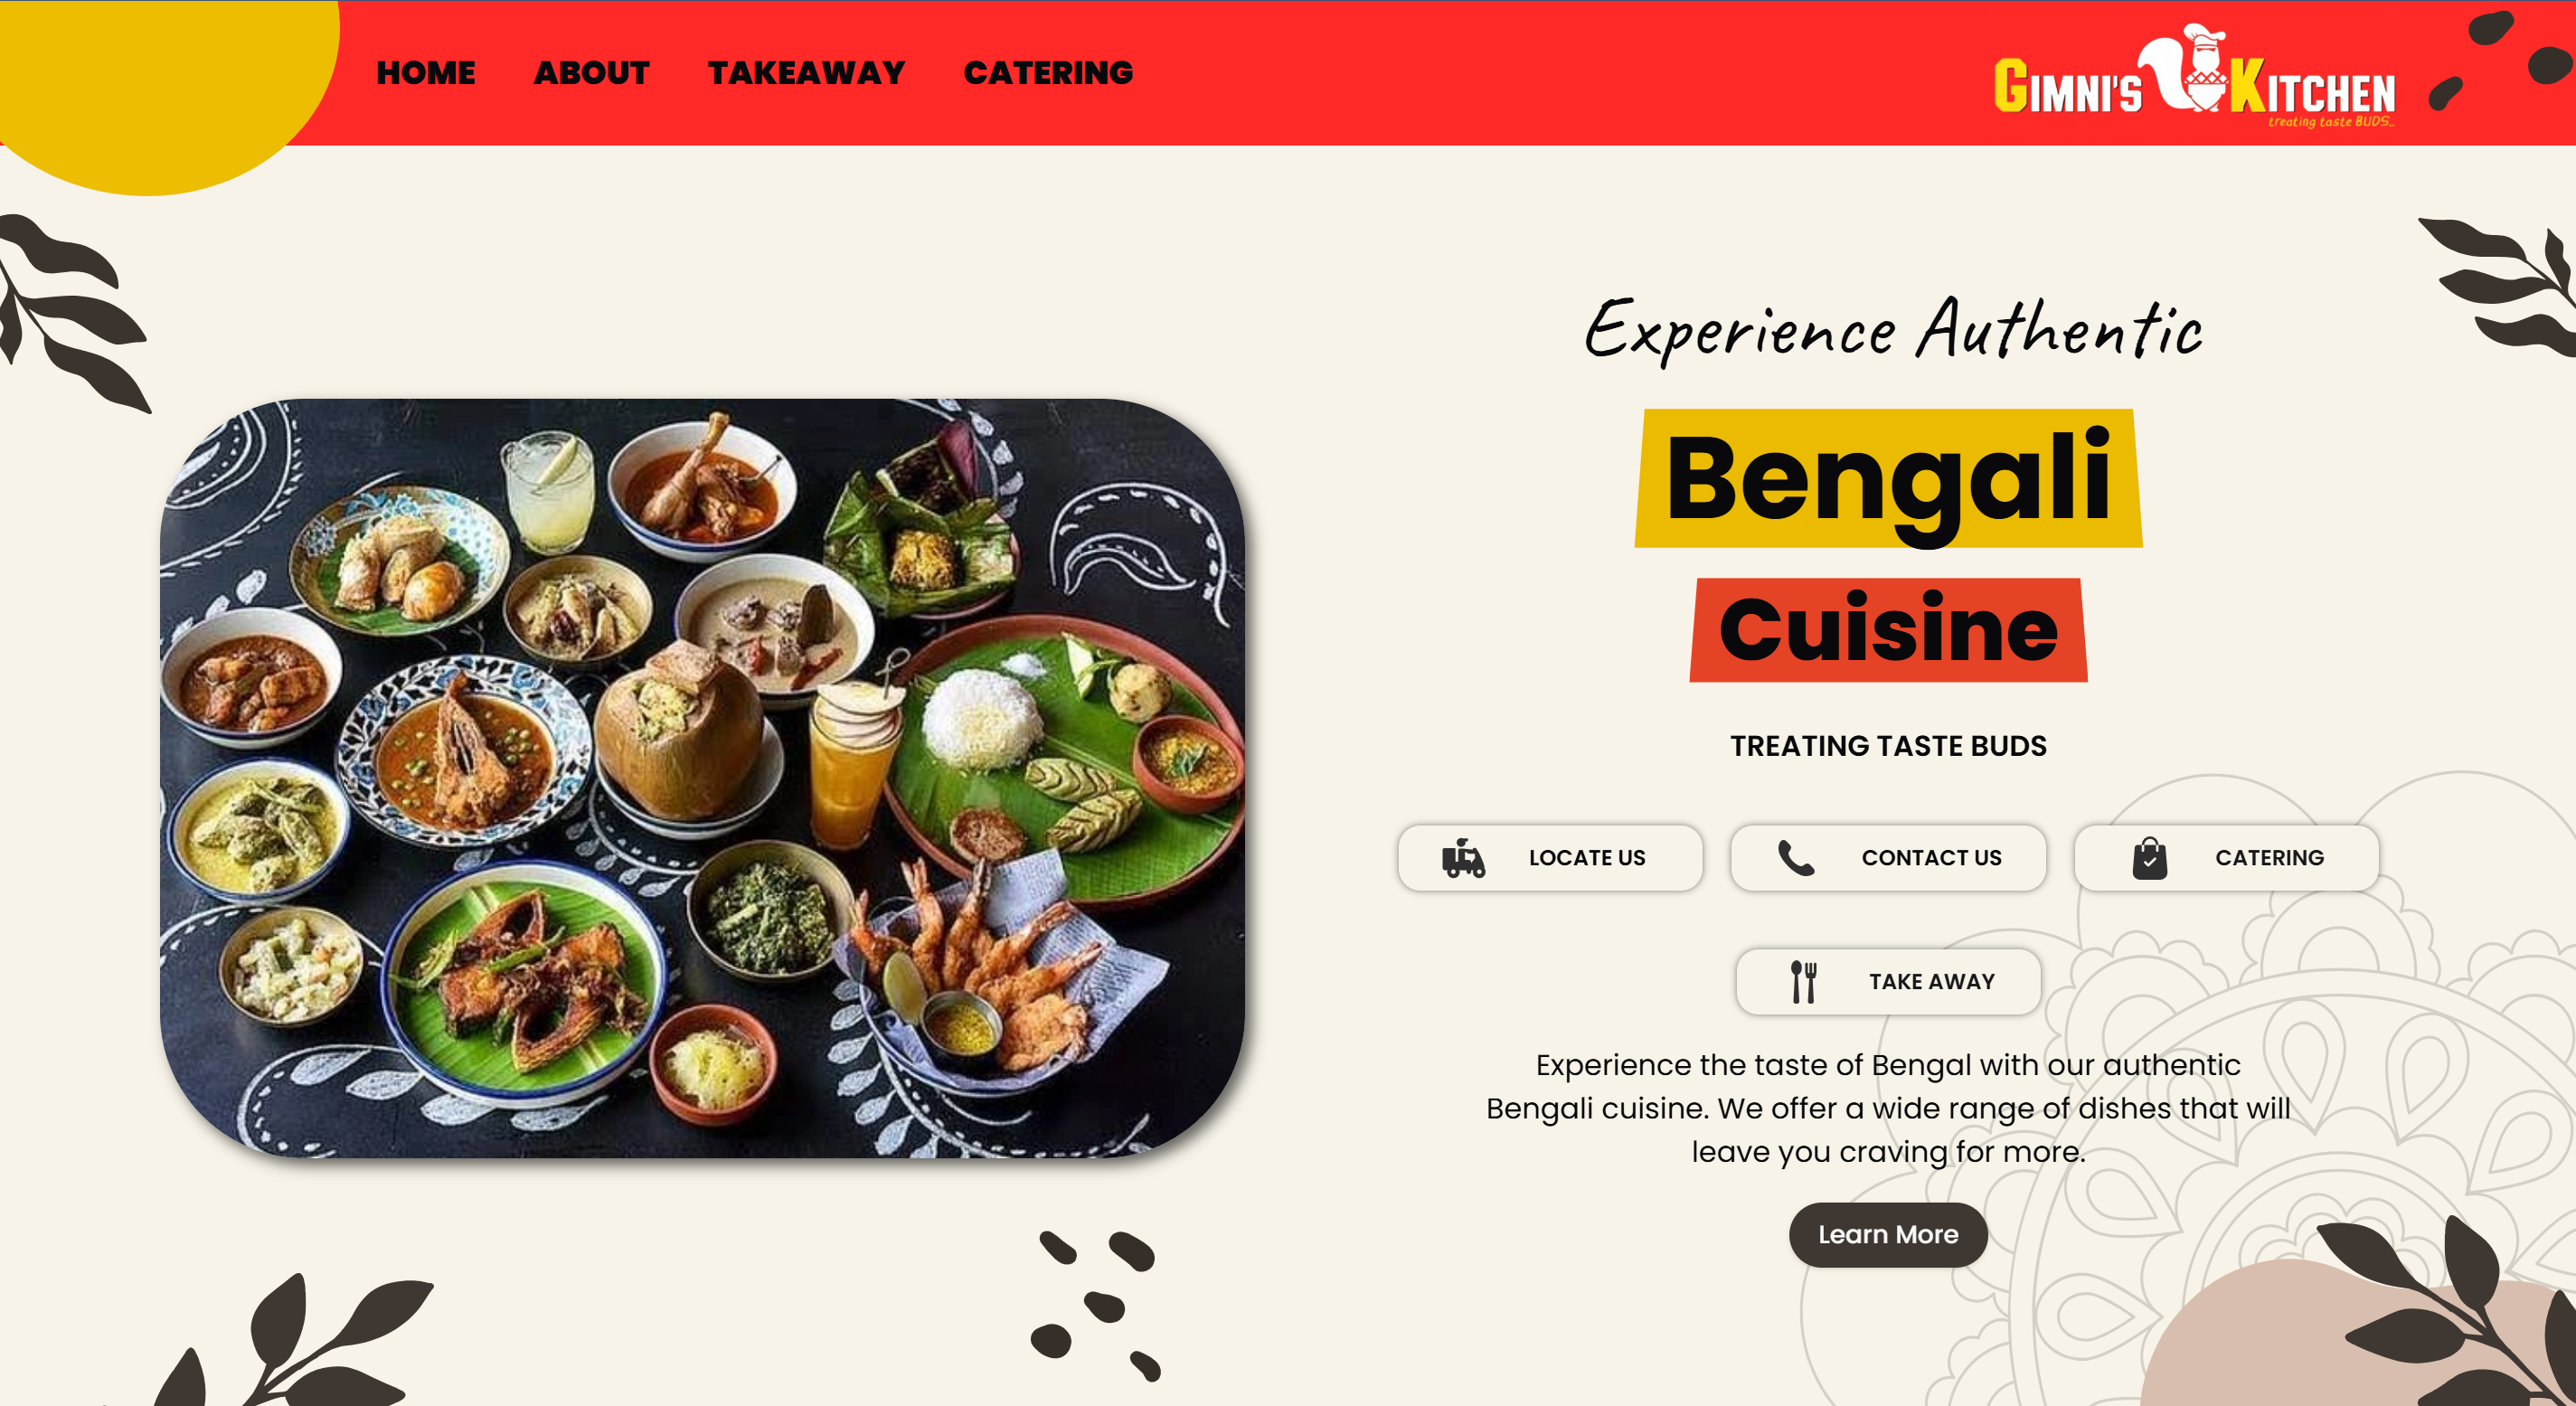 HOME ABOUT TAKEAWAY CATERING
GIMNI'S KITCHEN
treating taste BUDS...
Experience Authentic
Bengali
Cuisine
TREATING TASTE BUDS
LOCATE US CONTACT US CATERING
TAKE AWAY
Experience the taste of Bengal with our authentic
Bengali cuisine. We offer a wide range of dishes that will
leave you craving for more.
Learn More